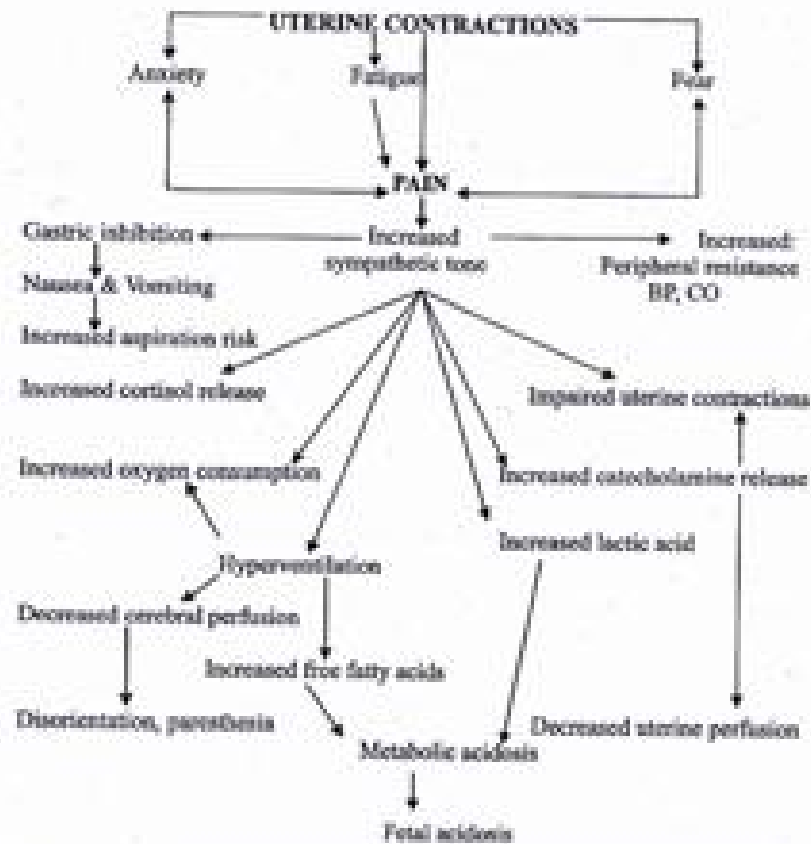 UTERINE CONTRACTIONS
Anxiety
Fatigue
Fear
PAIN
Gastric inhibition
Increased
sympathetic tone
Increased:
Peripheral resistance
BP, CO
Nausea & Vomiting
Increased aspiration risk
Increased cortisol release
Impaired uterine contractions
Increased oxygen consumption
Increased catecholamine release
Increased lactic acid
Hyperventilation
Decreased cerebral perfusion
Increased free fatty acids
Disorientation, paresthesia
Decreased uterine perfusion
Metabolic acidosis
Fetal acidosis